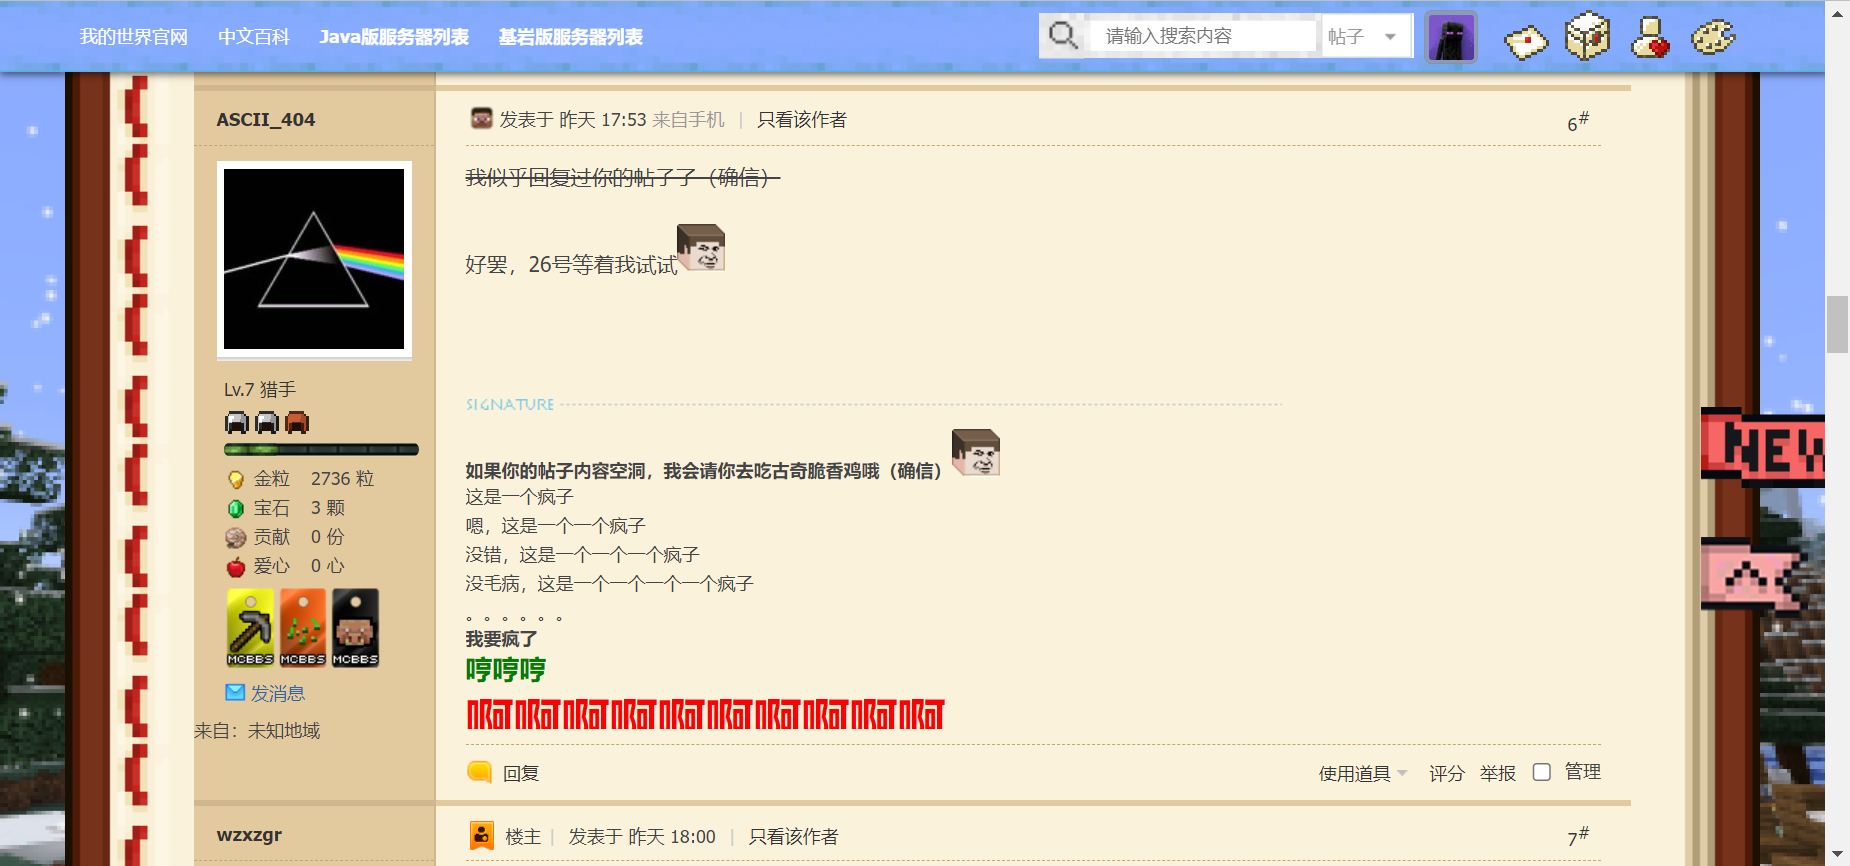 我的世界官网 中文百科 Java版服务器列表 基岩版服务器列表 请输入搜索内容 帖子
ASCII_404
发表于 昨天 17:53 来自手机 | 只看该作者 6#
我似乎回复过你的帖子了（确信）
好罢，26号等着我试试
Lv.7 猎手
金粒 2736 粒
宝石 3 颗
贡献 0 份
爱心 0 心
MCBBS MCBBS MCBBS
发消息
来自：未知地域
SIGNATURE
如果你的帖子内容空洞，我会请你去吃古奇脆香鸡哦（确信）
这是一个疯子
嗯，这是一个一个疯子
没错，这是一个一个一个疯子
没毛病，这是一个一个一个一个疯子
。。。。。。
我要疯了
哼哼哼
啊啊啊啊啊啊啊啊啊啊
回复 使用道具 评分 举报 管理
NEW
wzxzgr
楼主 | 发表于 昨天 18:00 | 只看该作者 7#